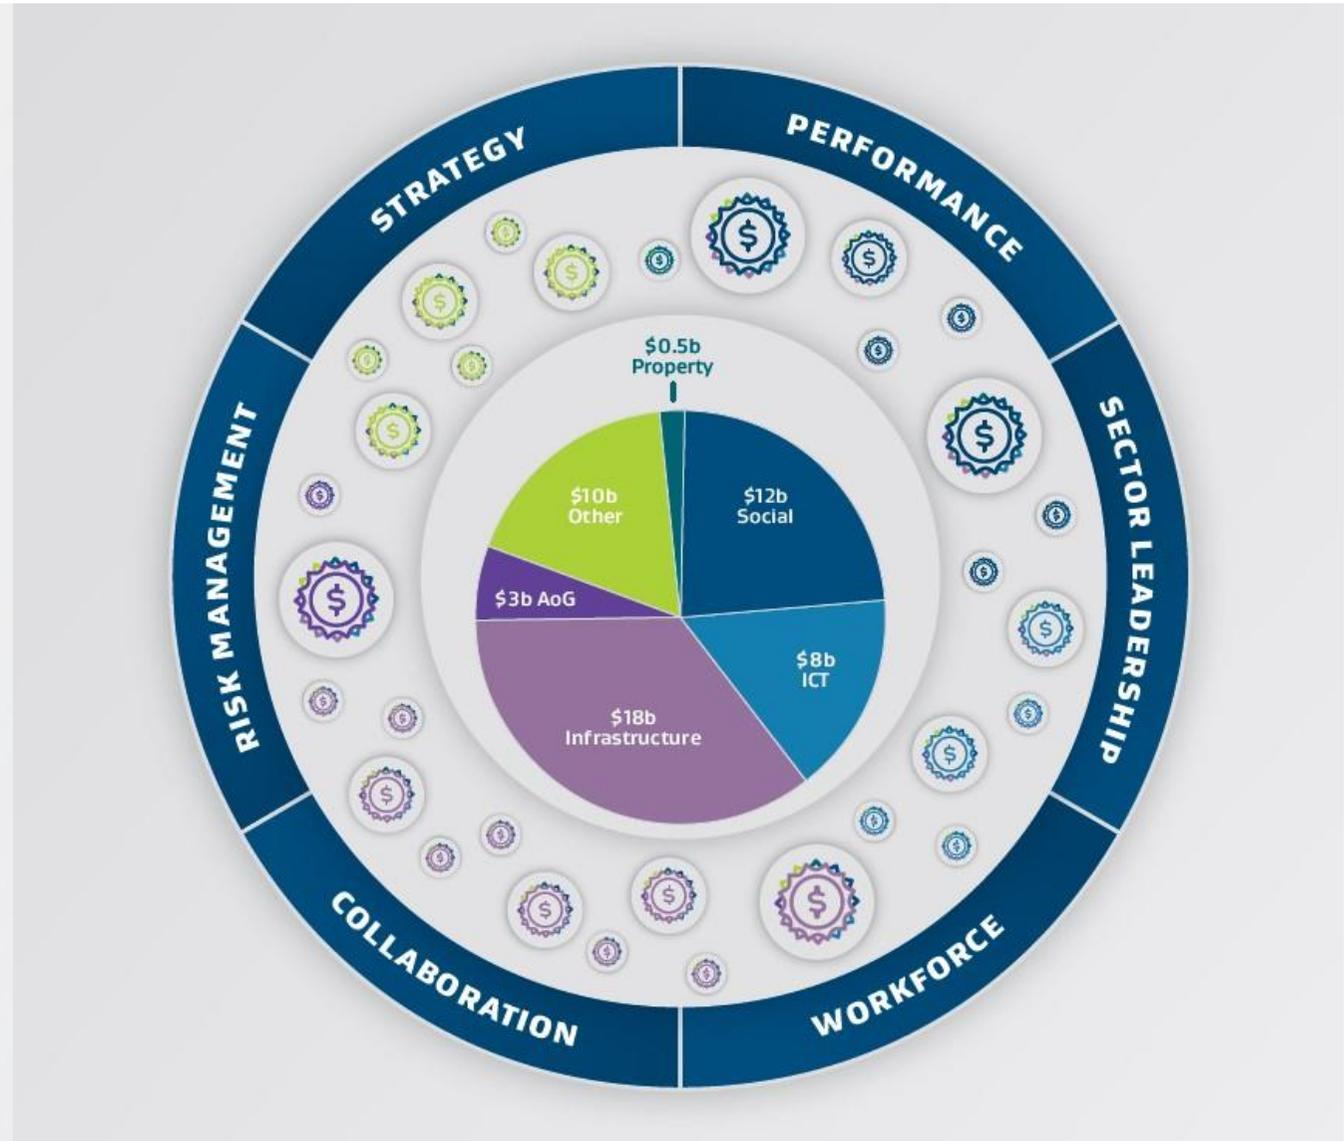 STRATEGY
PERFORMANCE
SECTOR LEADERSHIP
WORKFORCE
COLLABORATION
RISK MANAGEMENT
$0.5b
Property
$12b
Social
$8b
ICT
$18b
Infrastructure
$3b AoG
$10b
Other